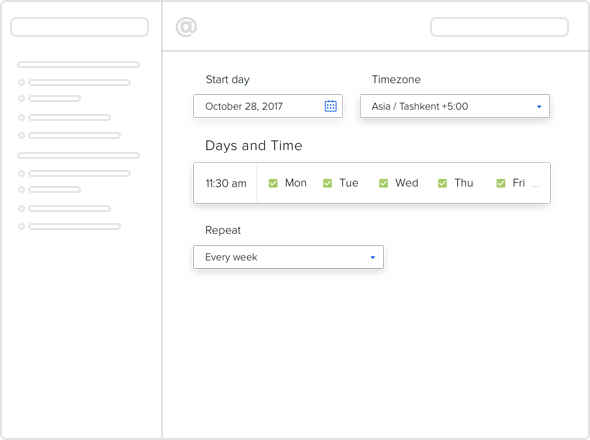 @
Start day Timezone
October 28, 2017 Asia / Tashkent +5:00
Days and Time
11:30 am Mon Tue Wed Thu Fri ...
Repeat
Every week